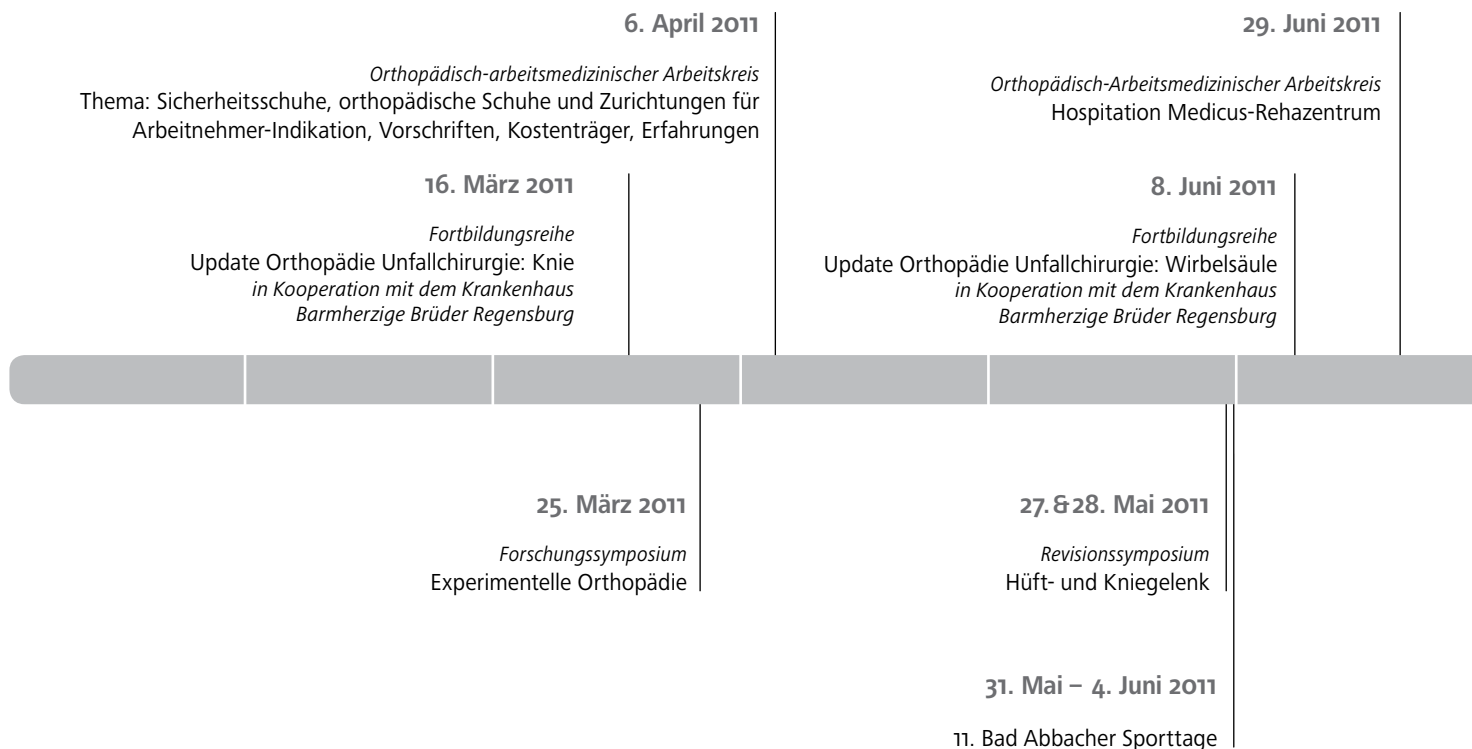 6. April 2011
Orthopädisch-arbeitsmedizinischer Arbeitskreis
Thema: Sicherheitsschuhe, orthopädische Schuhe und Zurichtungen für
Arbeitnehmer-Indikation, Vorschriften, Kostenträger, Erfahrungen
29. Juni 2011
Orthopädisch-Arbeitsmedizinischer Arbeitskreis
Hospitation Medicus-Rehazentrum
16. März 2011
Fortbildungsreihe
Update Orthopädie Unfallchirurgie: Knie
in Kooperation mit dem Krankenhaus
Barmherzige Brüder Regensburg
8. Juni 2011
Fortbildungsreihe
Update Orthopädie Unfallchirurgie: Wirbelsäule
in Kooperation mit dem Krankenhaus
Barmherzige Brüder Regensburg
25. März 2011
Forschungssymposium
Experimentelle Orthopädie
27. & 28. Mai 2011
Revisionssymposium
Hüft- und Kniegelenk
31. Mai – 4. Juni 2011
11. Bad Abbacher Sporttage